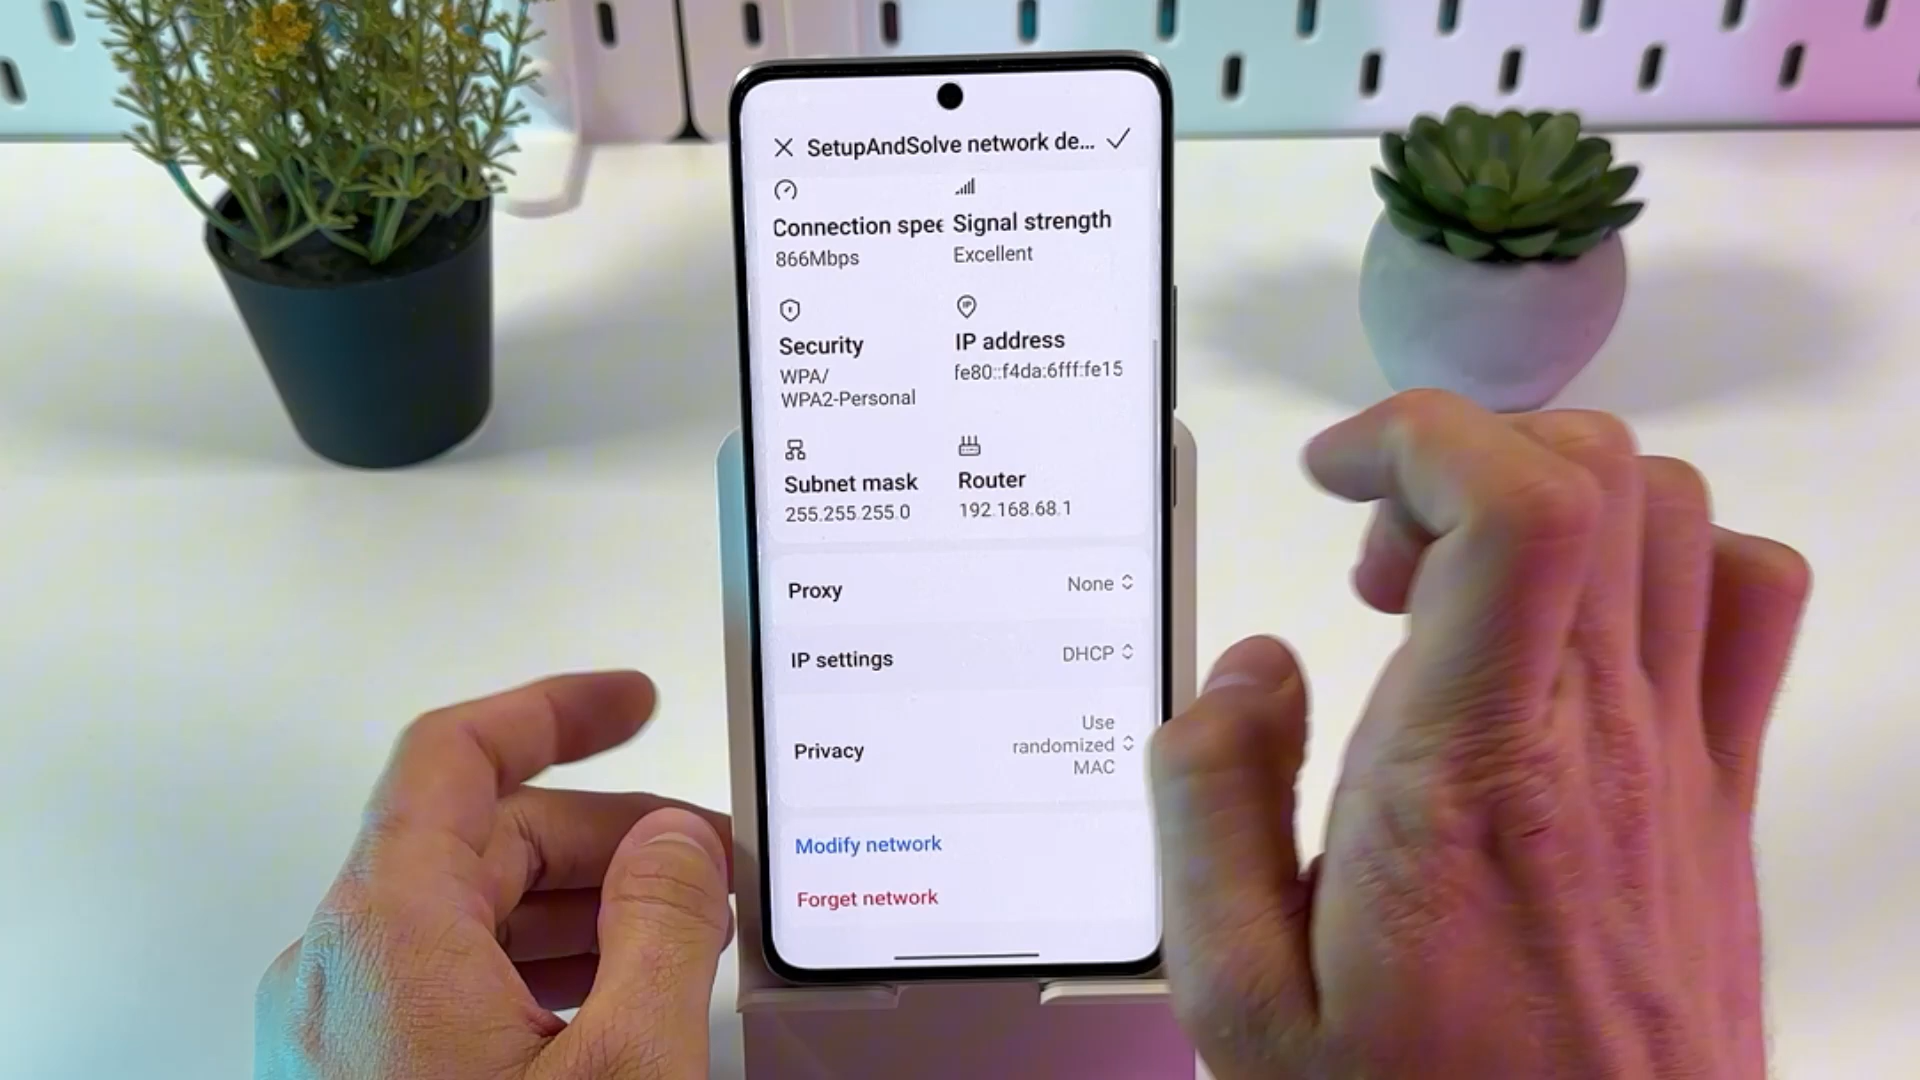 SetupAndSolve network de...
Connection spee
Signal strength
866Mbps
Excellent
Security
IP address
WPA/
WPA2-Personal
fe80::f4da:6fff:fe15
Subnet mask
Router
255.255.255.0
192.168.68.1
Proxy
None
IP settings
DHCP
Privacy
Use
randomized
MAC
Modify network
Forget network